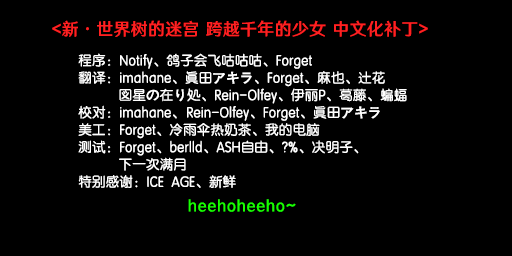 <新·世界树的迷宫 跨越千年的少女 中文化补丁>
程序：Notify、鸽子会飞咕咕咕、Forget
翻译：imahane、眞田アキラ、Forget、麻也、辻花
図星の在り処、Rein-Olfey、伊丽P、葛藤、蝙蝠
校对：imahane、Rein-Olfey、Forget、眞田アキラ
美工：Forget、冷雨伞热奶茶、我的电脑
测试：Forget、berlld、ASH自由、?%、决明子、
下一次满月
特别感谢：ICE AGE、新鲜
heehoheeho~